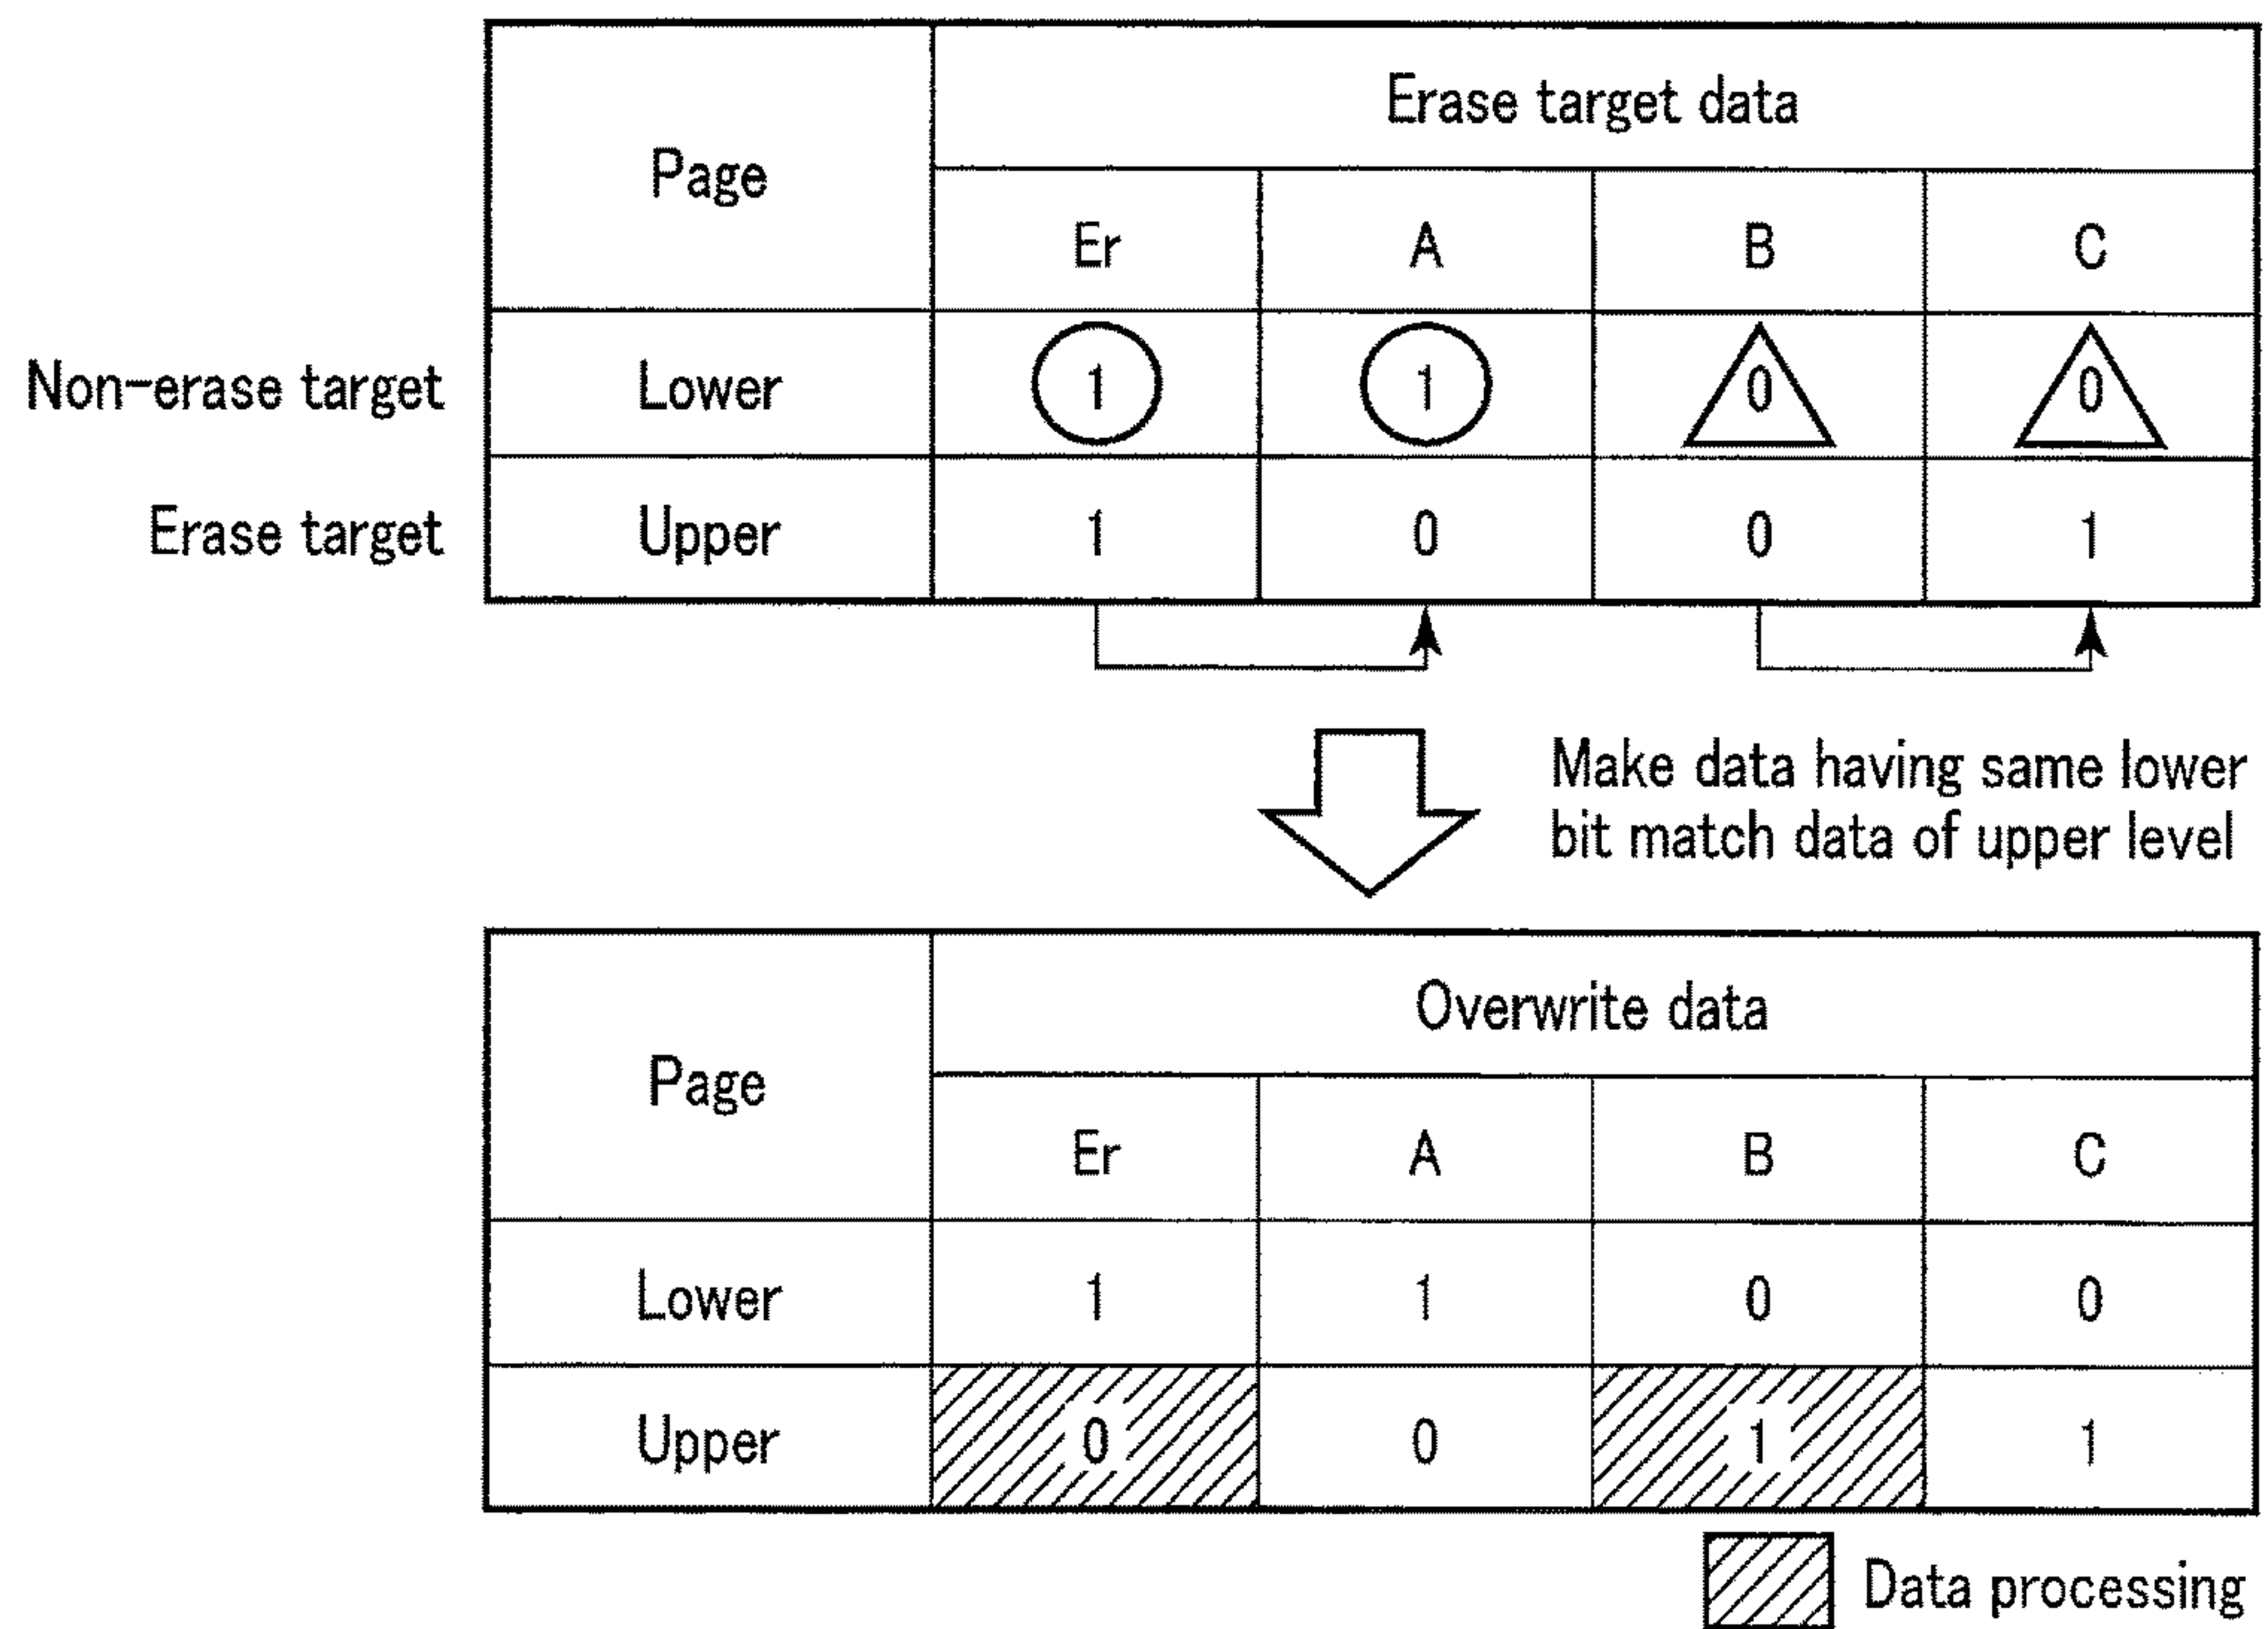 Page
Erase target data
Er A B C
Non-erase target Lower 1 1 0 0
Erase target Upper 1 0 0 1
Make data having same lower
bit match data of upper level
Page
Overwrite data
Er A B C
Lower 1 1 0 0
Upper 0 0 1 1
Data processing